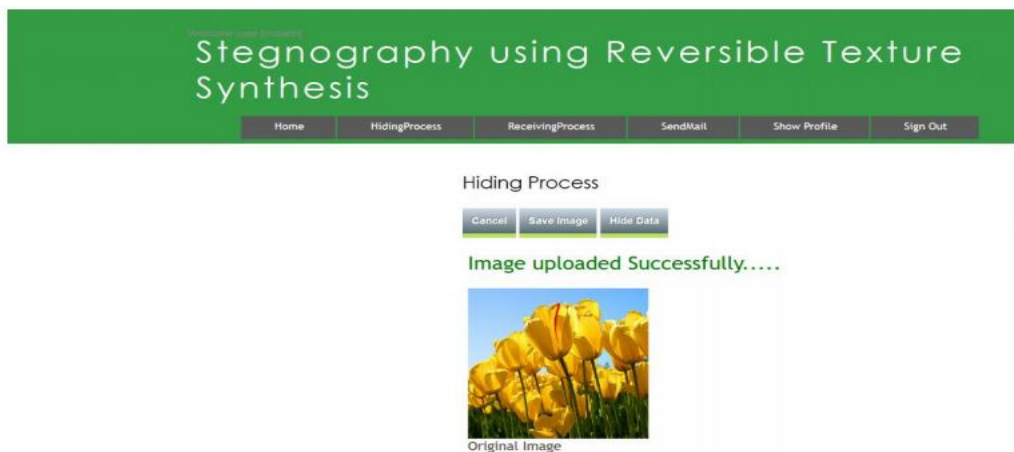 Stegnography using Reversible Texture
Synthesis
Home HidingProcess ReceivingProcess SendMail Show Profile Sign Out
Hiding Process
Cancel Save Image Hide Data
Image uploaded Successfully.....
Original Image